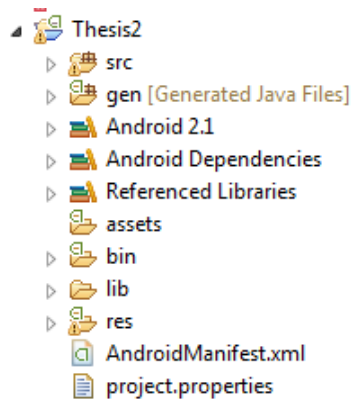 Thesis2
src
gen [Generated Java Files]
Android 2.1
Android Dependencies
Referenced Libraries
assets
bin
lib
res
AndroidManifest.xml
project.properties